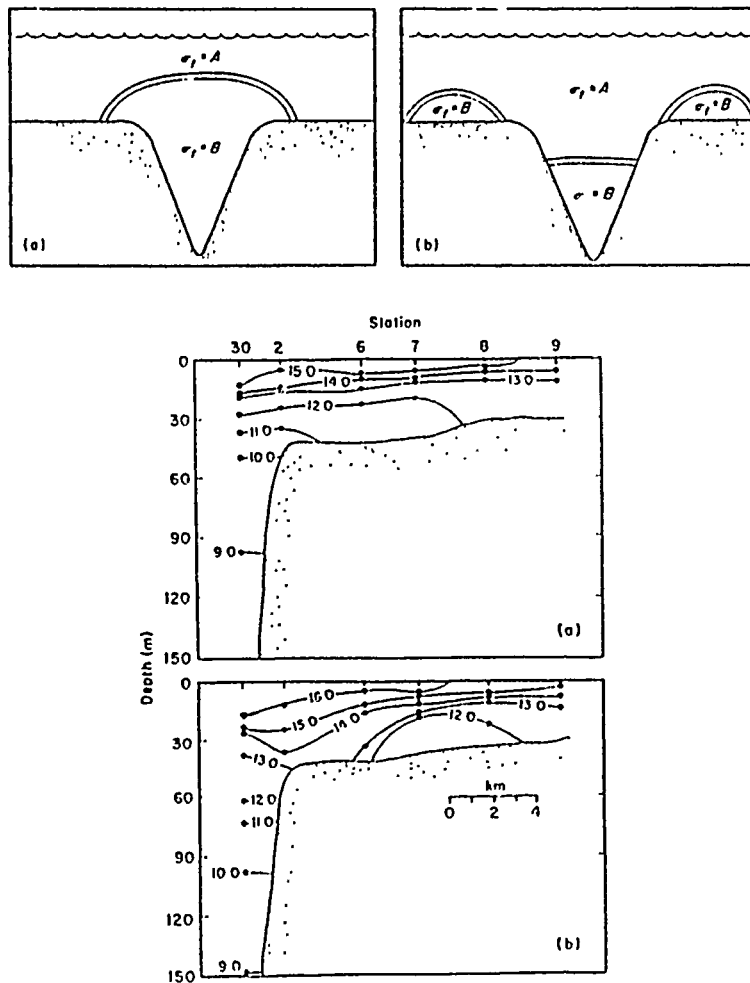 σt = A
σt = B
(a)
σt = A
σt = B
σt = B
σ = B
(b)
Station
30 2 6 7 8 9
0
30
60
90
120
150
15 0
14 0
13 0
12 0
11 0
10 0
9 0
(a)
Depth (m)
0
30
60
90
120
150
16 0
15 0
14 0
13 0
12 0
13 0
12 0
11 0
10 0
9 0
km
0 2 4
(b)